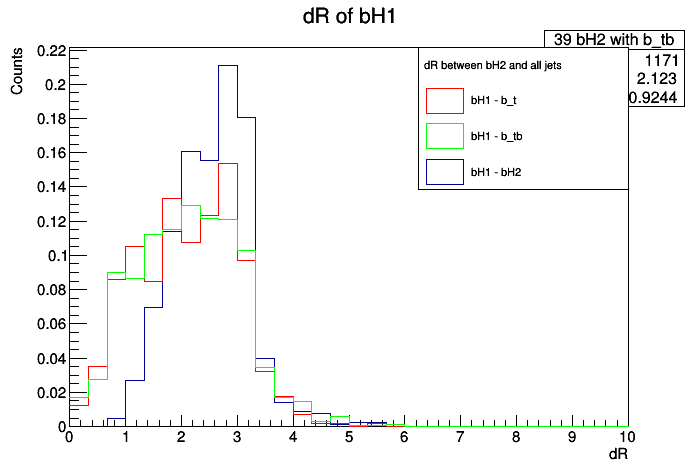 dR of bH1
39 bH2 with b_tb
1171
2.123
0.9244
dR between bH2 and all jets
bH1 - b_t
bH1 - b_tb
bH1 - bH2
Counts
0.22
0.2
0.18
0.16
0.14
0.12
0.1
0.08
0.06
0.04
0.02
0
0 1 2 3 4 5 6 7 8 9 10
dR